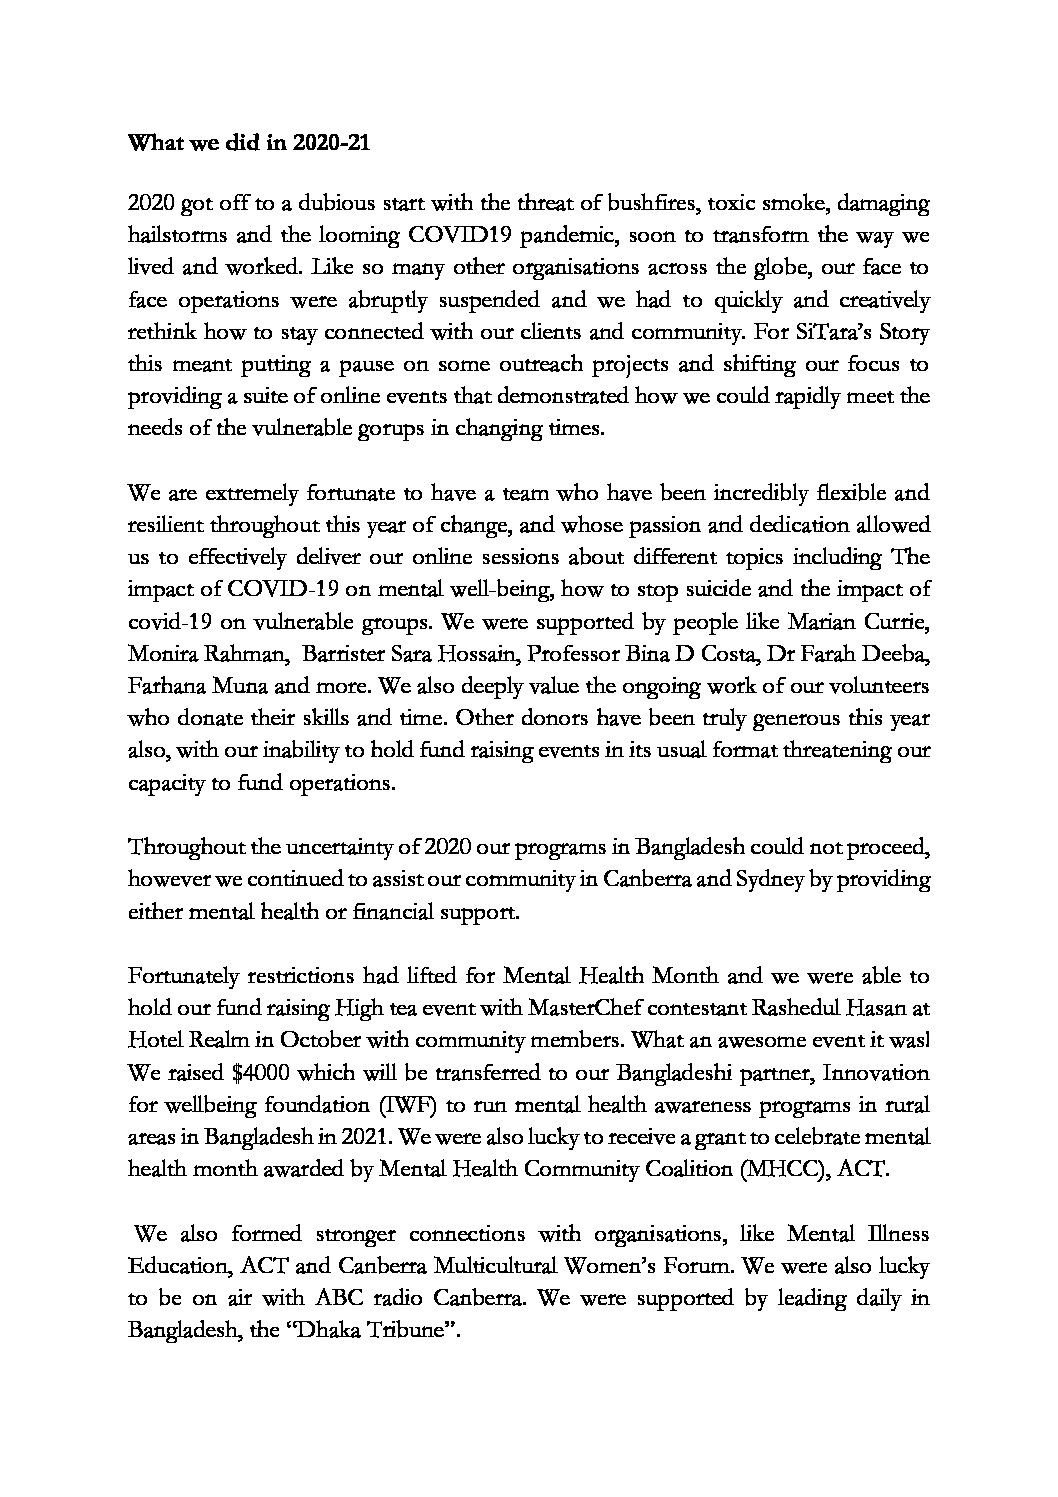 What we did in 2020-21
2020 got off to a dubious start with the threat of bushfires, toxic smoke, damaging
hailstorms and the looming COVID19 pandemic, soon to transform the way we
lived and worked. Like so many other organisations across the globe, our face to
face operations were abruptly suspended and we had to quickly and creatively
rethink how to stay connected with our clients and community. For SiTara’s Story
this meant putting a pause on some outreach projects and shifting our focus to
providing a suite of online events that demonstrated how we could rapidly meet the
needs of the vulnerable gorups in changing times.
We are extremely fortunate to have a team who have been incredibly flexible and
resilient throughout this year of change, and whose passion and dedication allowed
us to effectively deliver our online sessions about different topics including The
impact of COVID-19 on mental well-being, how to stop suicide and the impact of
covid-19 on vulnerable groups. We were supported by people like Marian Currie,
Monira Rahman, Barrister Sara Hossain, Professor Bina D Costa, Dr Farah Deeba,
Farhana Muna and more. We also deeply value the ongoing work of our volunteers
who donate their skills and time. Other donors have been truly generous this year
also, with our inability to hold fund raising events in its usual format threatening our
capacity to fund operations.
Throughout the uncertainty of 2020 our programs in Bangladesh could not proceed,
however we continued to assist our community in Canberra and Sydney by providing
either mental health or financial support.
Fortunately restrictions had lifted for Mental Health Month and we were able to
hold our fund raising High tea event with MasterChef contestant Rashedul Hasan at
Hotel Realm in October with community members. What an awesome event it was!
We raised $4000 which will be transferred to our Bangladeshi partner, Innovation
for wellbeing foundation (IWF) to run mental health awareness programs in rural
areas in Bangladesh in 2021. We were also lucky to receive a grant to celebrate mental
health month awarded by Mental Health Community Coalition (MHCC), ACT.
We also formed stronger connections with organisations, like Mental Illness
Education, ACT and Canberra Multicultural Women’s Forum. We were also lucky
to be on air with ABC radio Canberra. We were supported by leading daily in
Bangladesh, the “Dhaka Tribune”.